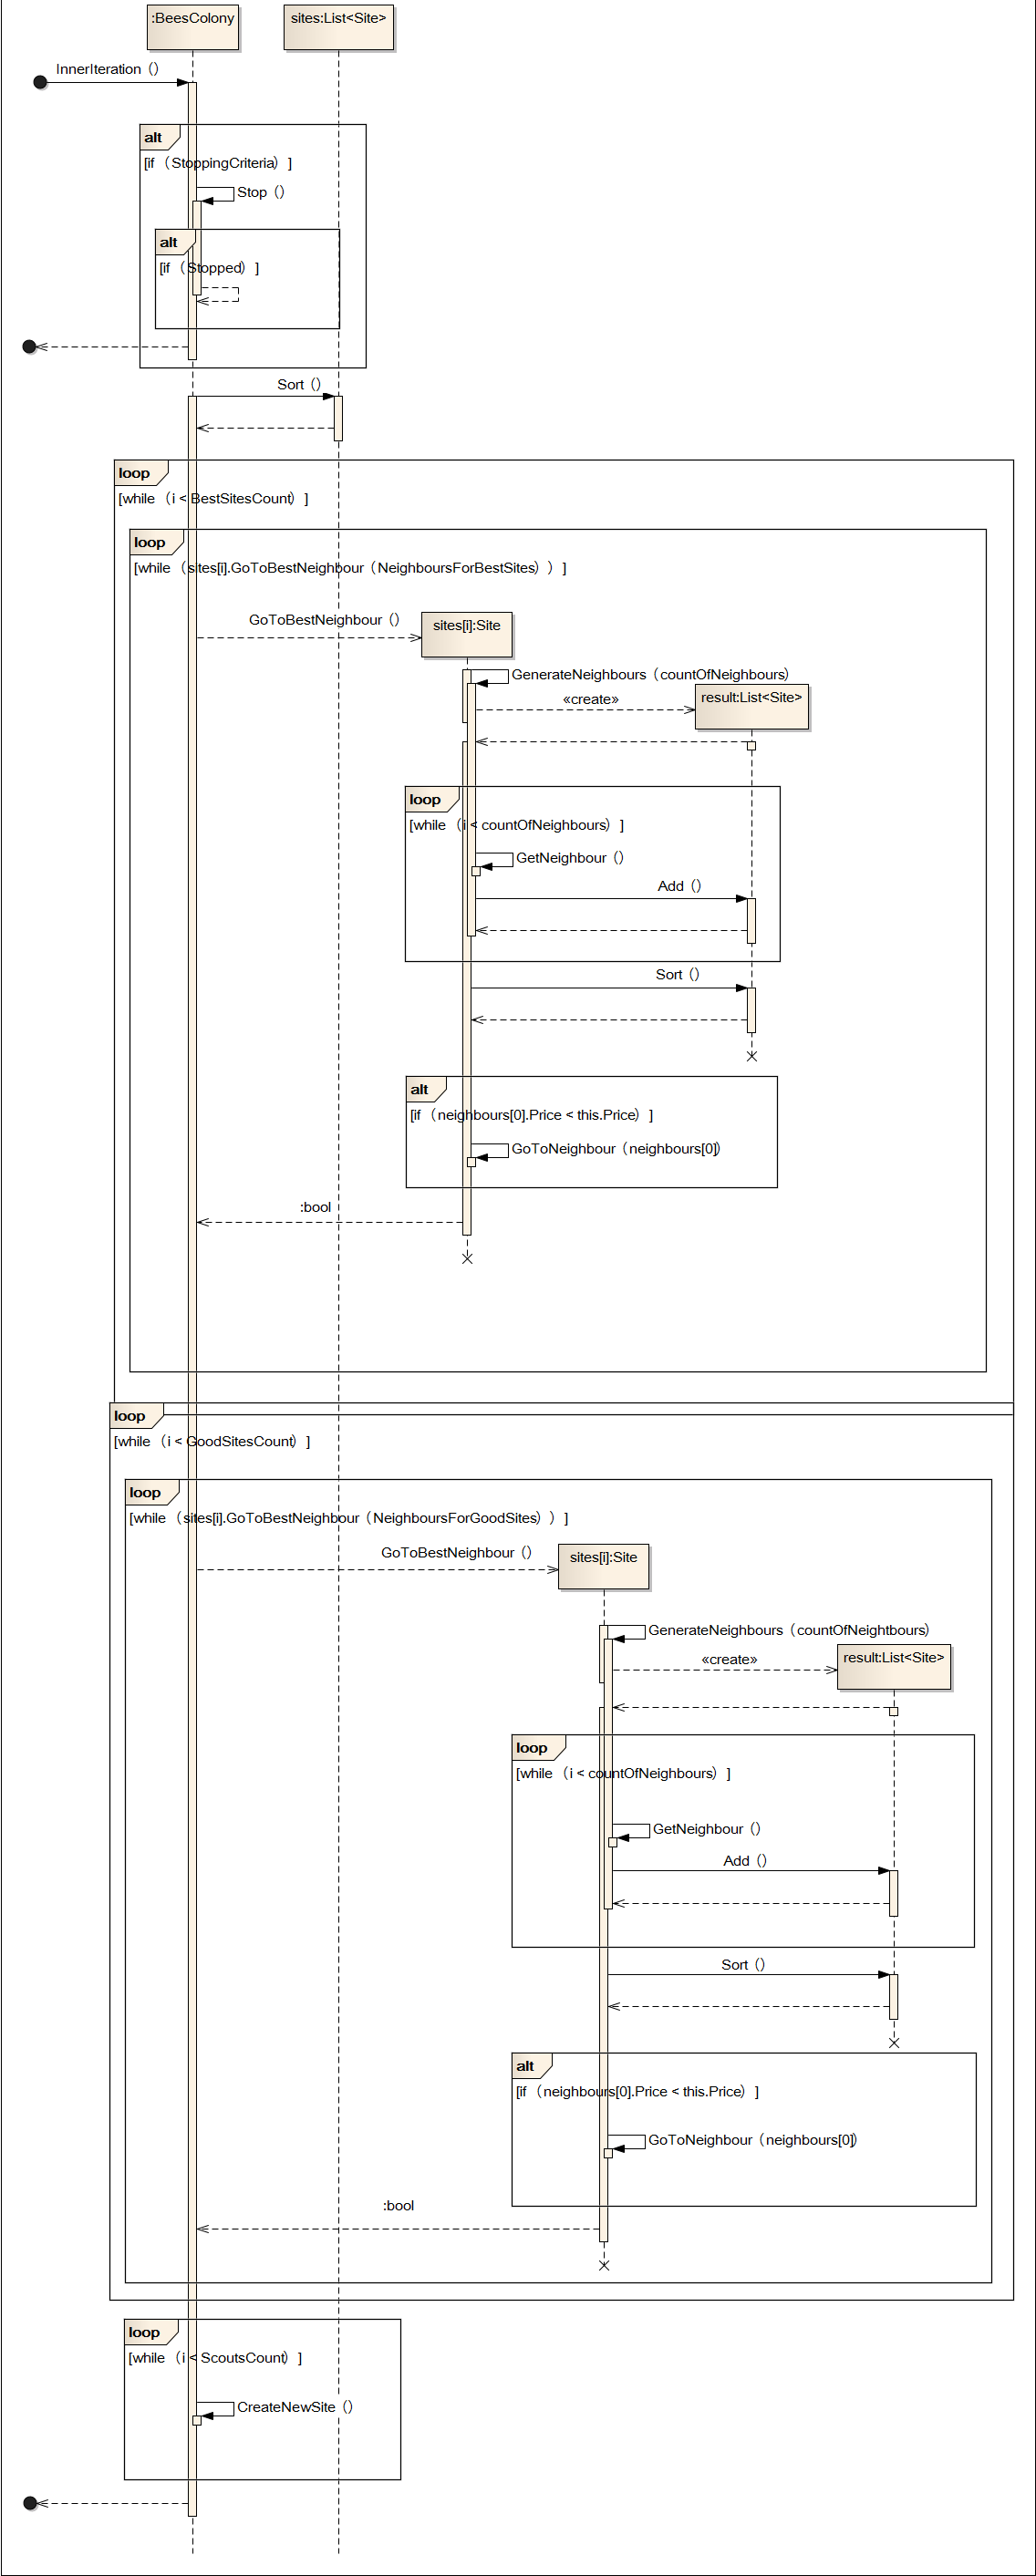 :BeesColony
sites:List<Site>
InnerIteration ()
alt
[if (StoppingCriteria) ]
Stop ()
alt
[if (Stopped) ]
Sort ()
loop
[while (i < BestSitesCount) ]
loop
[while (sites[i].GoToBestNeighbour (NeighboursForBestSites) ) ]
GoToBestNeighbour ()
sites[i]:Site
GenerateNeighbours (countOfNeighbours)
«create»
result:List<Site>
loop
[while (i < countOfNeighbours) ]
GetNeighbour ()
Add ()
Sort ()
alt
[if (neighbours[0].Price < this.Price) ]
GoToNeighbour (neighbours[0])
:bool
loop
[while (i < GoodSitesCount) ]
loop
[while (sites[i].GoToBestNeighbour (NeighboursForGoodSites) ) ]
GoToBestNeighbour ()
sites[i]:Site
GenerateNeighbours (countOfNeightbours)
«create»
result:List<Site>
loop
[while (i < countOfNeighbours) ]
GetNeighbour ()
Add ()
Sort ()
alt
[if (neighbours[0].Price < this.Price) ]
GoToNeighbour (neighbours[0])
:bool
loop
[while (i < ScoutsCount) ]
CreateNewSite ()